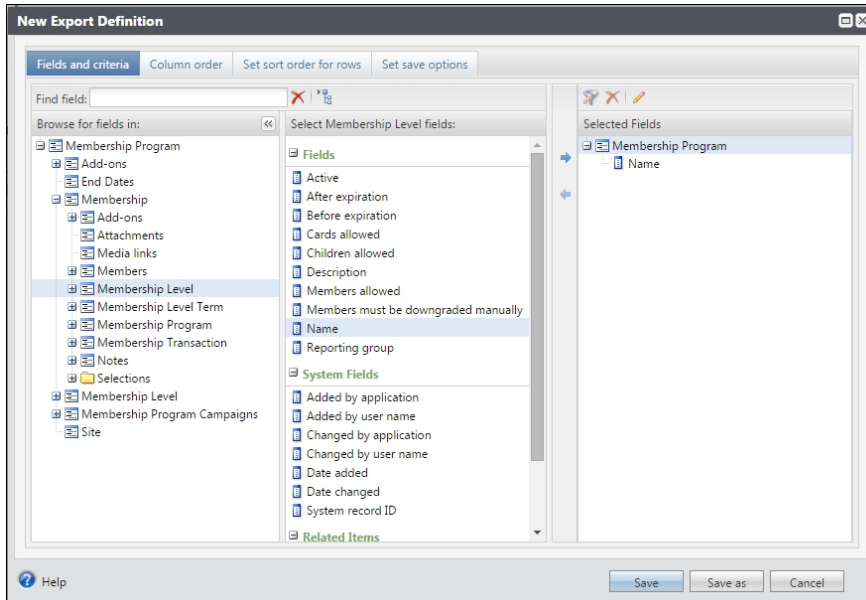 New Export Definition
Fields and criteria
Column order
Set sort order for rows
Set save options
Find field:
Browse for fields in:
Membership Program
Add-ons
End Dates
Membership
Add-ons
Attachments
Media links
Members
Membership Level
Membership Level Term
Membership Program
Membership Transaction
Notes
Selections
Membership Level
Membership Program Campaigns
Site
Select Membership Level fields:
Fields
Active
After expiration
Before expiration
Cards allowed
Children allowed
Description
Members allowed
Members must be downgraded manually
Name
Reporting group
System Fields
Added by application
Added by user name
Changed by application
Changed by user name
Date added
Date changed
System record ID
Related Items
Selected Fields
Membership Program
Name
Help
Save
Save as
Cancel